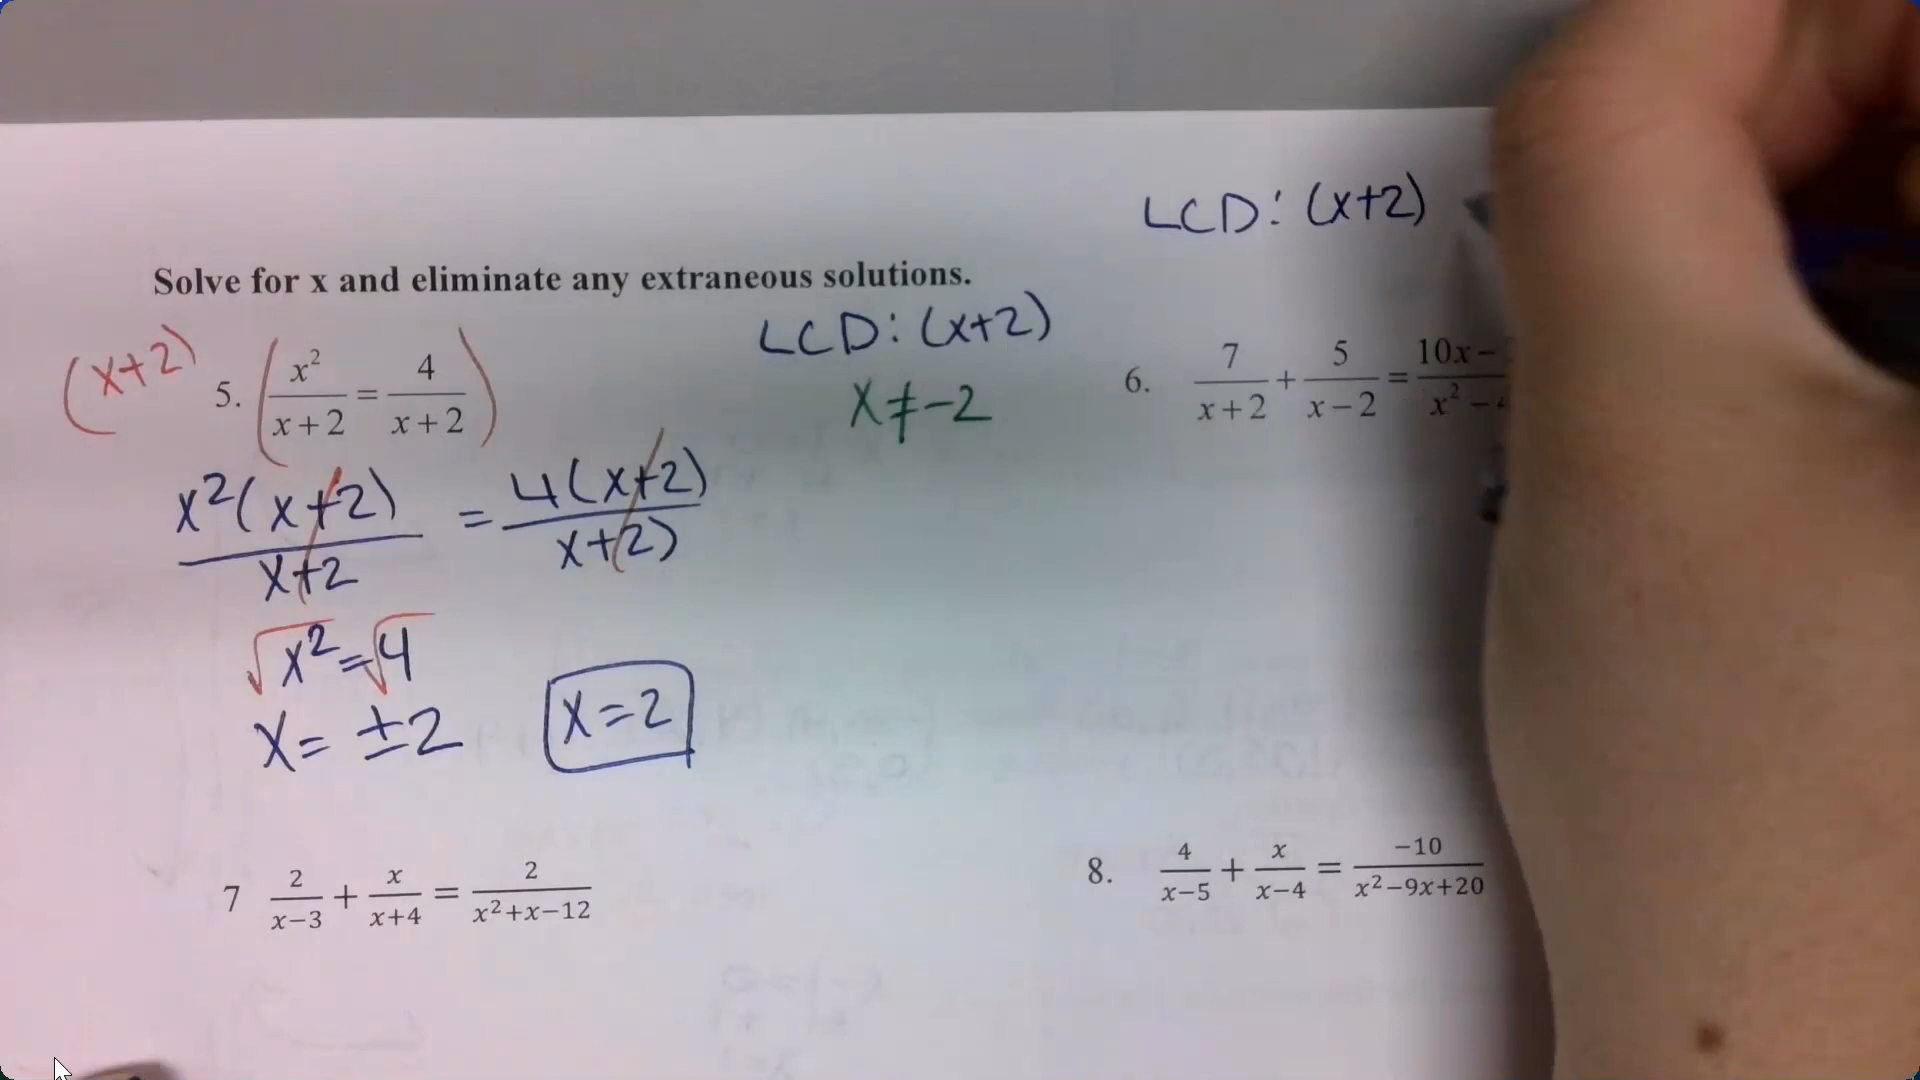 LCD: (x+2)
Solve for x and eliminate any extraneous solutions.
LCD: (x+2)
x ≠ -2
(x+2) 5. (x²/(x+2) = 4/(x+2))
6. 7/(x+2) + 5/(x−2) = (10x−)/(x²−
x²(x+2)/(x+2) = 4(x+2)/(x+2)
√x² = √4
x = ±2
x = 2
7 2/(x−3) + x/(x+4) = 2/(x²+x−12)
8. 4/(x−5) + x/(x−4) = −10/(x²−9x+20)